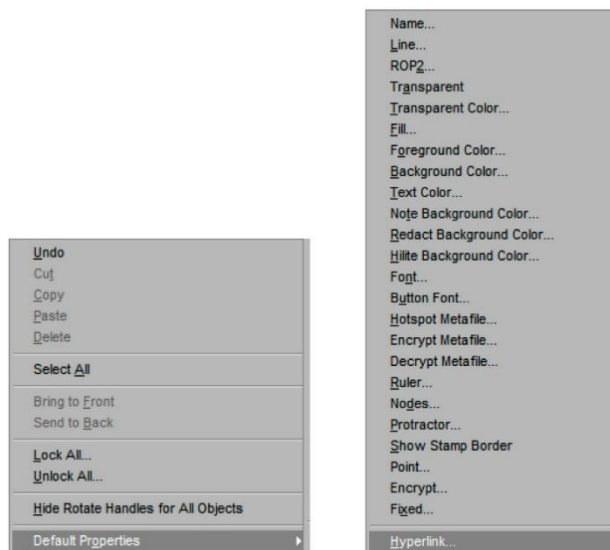 Undo
Cut
Copy
Paste
Delete
Select All
Bring to Front
Send to Back
Lock All...
Unlock All...
Hide Rotate Handles for All Objects
Default Properties
Name...
Line...
ROP2...
Transparent
Transparent Color...
Fill...
Foreground Color...
Background Color...
Text Color...
Note Background Color...
Redact Background Color...
Hilite Background Color...
Font...
Button Font...
Hotspot Metafile...
Encrypt Metafile...
Decrypt Metafile...
Ruler...
Nodes...
Protractor...
Show Stamp Border
Point...
Encrypt...
Fixed...
Hyperlink...